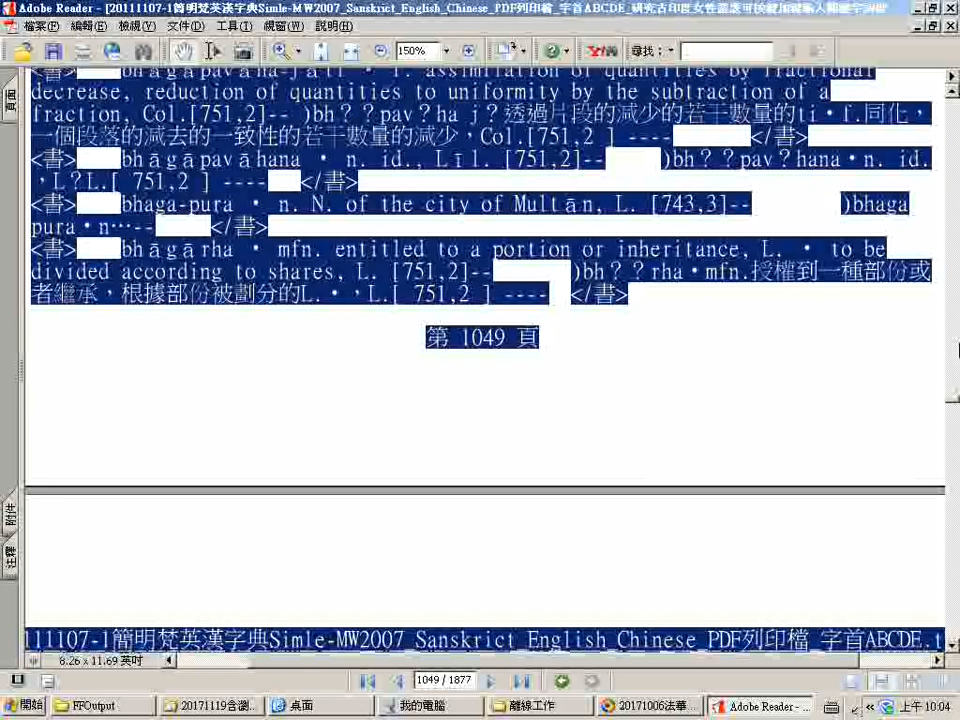 Adobe Reader - [20111107-1簡明梵英漢字典Simle-MW2007_Sanskrict_English_Chinese_PDF列印檔_字首ABCDE_研究古印度女性
檔案(F) 編輯(E) 檢視(V) 文件(D) 工具(T) 視窗(W) 說明(H)
150% 尋找:
頁面
<書> bhāgāpavāha-jāti · f. assimilation of quantities by fractional
decrease, reduction of quantities to uniformity by the subtraction of a
fraction, Col.[751,2]-- )bh??pav?ha j?透過片段的減少的若干數量的ti·f.同化,
一個段落的減去的一致性的若干數量的減少,Col.[751,2 ] ---- </書>
<書> bhāgāpavāhana · n. id., Līl. [751,2]-- )bh??pav?hana·n. id.
,L?L.[ 751,2 ] ---- </書>
<書> bhaga-pura · n. N. of the city of Multān, L. [743,3]-- )bhaga
pura·n…-- </書>
<書> bhāgārha · mfn. entitled to a portion or inheritance, L. · to be
divided according to shares, L. [751,2]-- )bh??rha·mfn.授權到一種部份或
者繼承,根據部份被劃分的L.·,L.[ 751,2 ] ---- </書>
第 1049 頁
附件
注釋
111107-1簡明梵英漢字典Simle-MW2007_Sanskrict_English_Chinese_PDF列印檔_字首ABCDE.t
8.26 x 11.69 英吋
1049 / 1877
開始 FFOutput 20171119含瀏... 桌面 我的電腦 離線工作 20171006法華... Adobe Reader - [... 上午 10:04